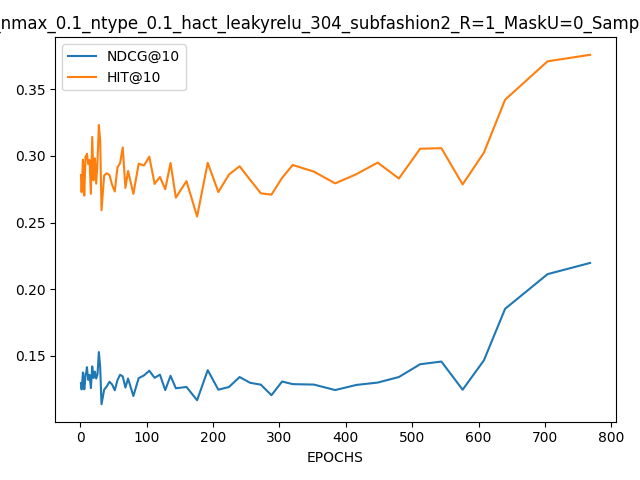 _nmax_0.1_ntype_0.1_hact_leakyrelu_304_subfashion2_R=1_MaskU=0_Samp
NDCG@10
HIT@10
0.35
0.30
0.25
0.20
0.15
0 100 200 300 400 500 600 700 800
EPOCHS